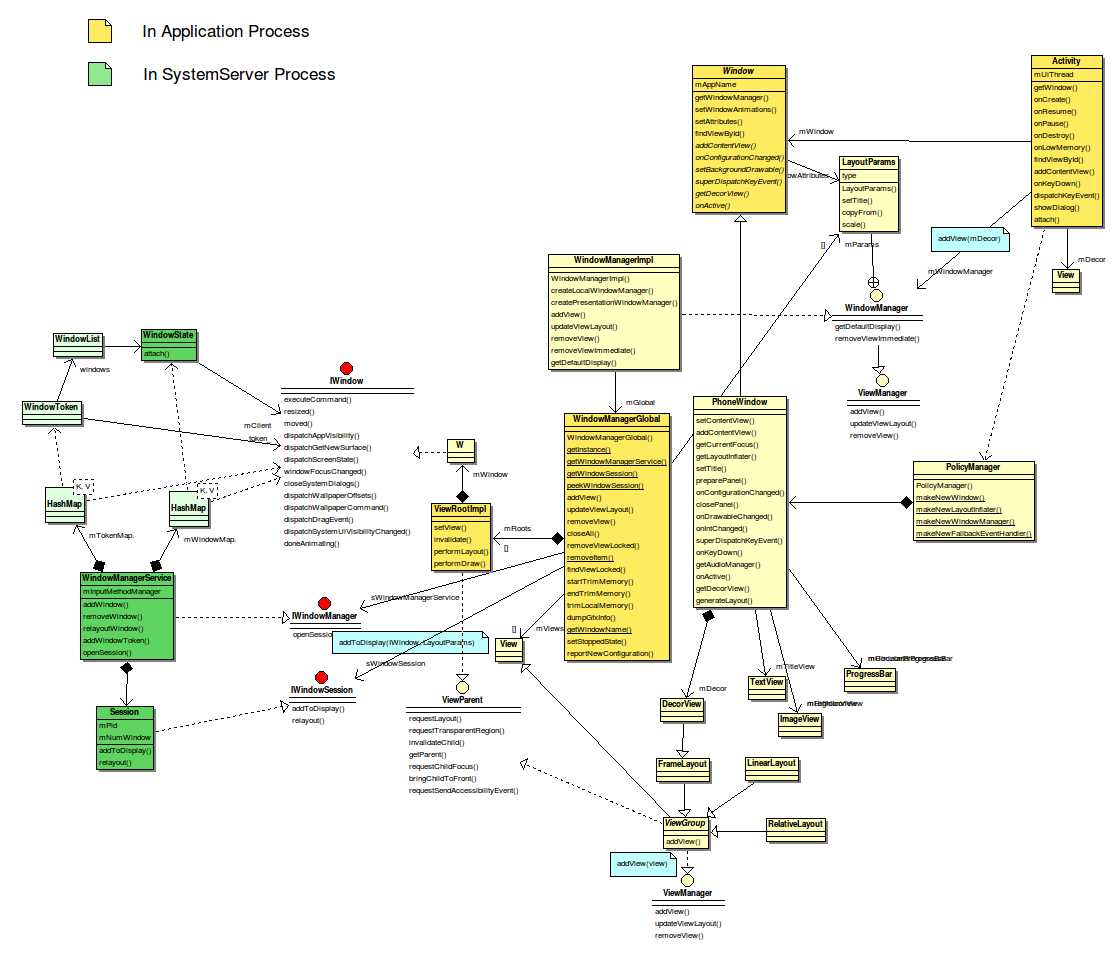 In Application Process
In SystemServer Process
Window
mAppName
getWindowManager()
setWindowAnimations()
setAttributes()
findViewById()
addContentView()
onConfigurationChanged()
setBackgroundDrawable()
superDispatchKeyEvent()
getDecorView()
onActive()
Activity
mUIThread
getWindow()
onCreate()
onResume()
onPause()
onDestroy()
onLowMemory()
findViewById()
addContentView()
onKeyDown()
dispatchKeyEvent()
showDialog()
attach()
mWindow
owAttributes
LayoutParams
type
LayoutParams()
setTitle()
copyFrom()
scale()
[]
mParams
addView(mDecor)
mWindowManager
mDecor
View
WindowManager
getDefaultDisplay()
removeViewImmediate()
ViewManager
addView()
updateViewLayout()
removeView()
WindowManagerImpl
WindowManagerImpl()
createLocalWindowManager()
createPresentationWindowManager()
addView()
updateViewLayout()
removeView()
removeViewImmediate()
getDefaultDisplay()
mGlobal
WindowList
WindowState
attach()
windows
WindowToken
mClient
token
IWindow
executeCommand()
resized()
moved()
dispatchAppVisibility()
dispatchGetNewSurface()
dispatchScreenState()
windowFocusChanged()
closeSystemDialogs()
dispatchWallpaperOffsets()
dispatchWallpaperCommand()
dispatchDragEvent()
dispatchSystemUiVisibilityChanged()
doneAnimating()
W
mWindow
ViewRootImpl
setView()
invalidate()
performLayout()
performDraw()
mRoots
[]
WindowManagerGlobal
WindowManagerGlobal()
getInstance()
getWindowManagerService()
getWindowSession()
peekWindowSession()
addView()
updateViewLayout()
removeView()
closeAll()
removeViewLocked()
removeItem()
findViewLocked()
startTrimMemory()
endTrimMemory()
trimLocalMemory()
dumpGfxInfo()
getWindowName()
setStoppedState()
reportNewConfiguration()
PhoneWindow
setContentView()
addContentView()
getCurrentFocus()
getLayoutInflater()
setTitle()
preparePanel()
onConfigurationChanged()
closePanel()
onDrawableChanged()
onIntChanged()
superDispatchKeyEvent()
onKeyDown()
getAudioManager()
onActive()
getDecorView()
generateLayout()
PolicyManager
PolicyManager()
makeNewWindow()
makeNewLayoutInflater()
makeNewWindowManager()
makeNewFallbackEventHandler()
K, V
HashMap
K, V
HashMap
mTokenMap.
mWindowMap.
WindowManagerService
mInputMethodManager
addWindow()
removeWindow()
relayoutWindow()
addWindowToken()
openSession()
Session
mPid
mNumWindow
addToDisplay()
relayout()
sWindowManagerService
IWindowManager
openSessio
addToDisplay(IWindow, LayoutParams)
sWindowSession
IWindowSession
addToDisplay()
relayout()
[]
mViews
View
ViewParent
requestLayout()
requestTransparentRegion()
invalidateChild()
getParent()
requestChildFocus()
bringChildToFront()
requestSendAccessibilityEvent()
mDecor
mTitleView
DecorView
TextView
ImageView
ProgressBar
FrameLayout
LinearLayout
ViewGroup
addView()
RelativeLayout
addView(view)
ViewManager
addView()
updateViewLayout()
removeView()